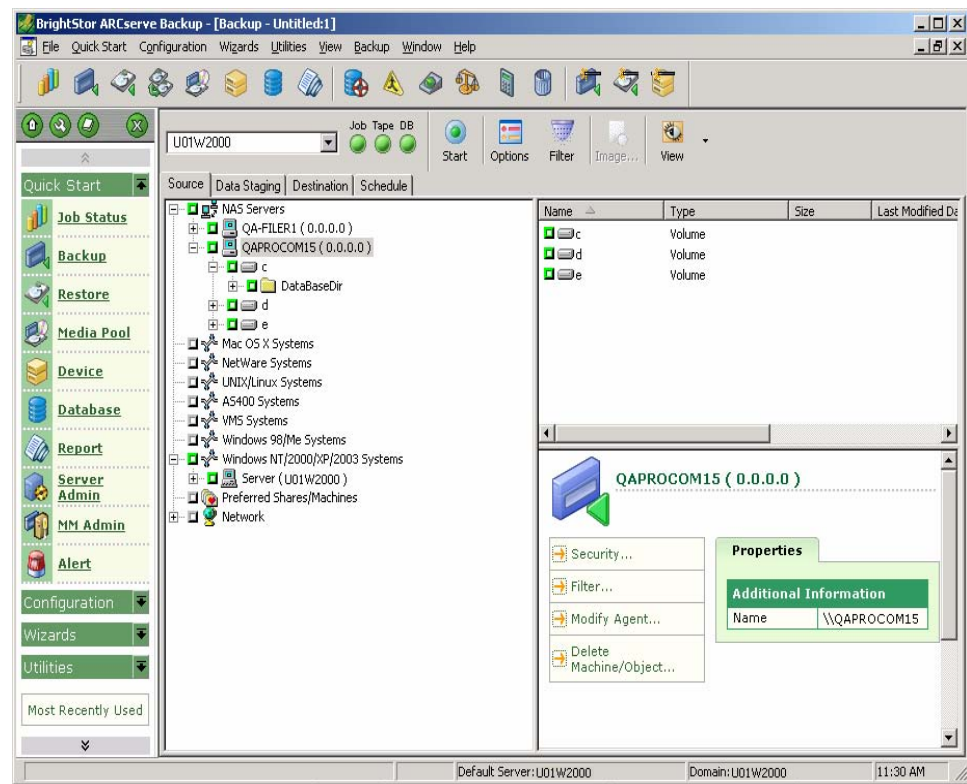 BrightStor ARCserve Backup - [Backup - Untitled:1]
File Quick Start Configuration Wizards Utilities View Backup Window Help
U01W2000
Job Tape DB
Start
Options
Filter
Image...
View
Quick Start
Job Status
Backup
Restore
Media Pool
Device
Database
Report
Server
Admin
MM Admin
Alert
Configuration
Wizards
Utilities
Most Recently Used
Source
Data Staging
Destination
Schedule
NAS Servers
QA-FILER1 ( 0.0.0.0 )
QAPROCOM15 ( 0.0.0.0 )
c
DataBaseDir
d
e
Mac OS X Systems
NetWare Systems
UNIX/Linux Systems
AS400 Systems
VMS Systems
Windows 98/Me Systems
Windows NT/2000/XP/2003 Systems
Server ( U01W2000 )
Preferred Shares/Machines
Network
Name Type Size Last Modified Da
c Volume
d Volume
e Volume
QAPROCOM15 ( 0.0.0.0 )
Security...
Filter...
Modify Agent...
Delete
Machine/Object...
Properties
Additional Information
Name \\QAPROCOM15
Default Server: U01W2000
Domain: U01W2000
11:30 AM